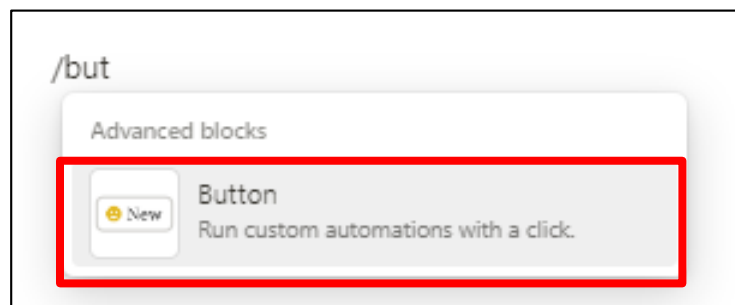 /but
Advanced blocks
New
Button
Run custom automations with a click.